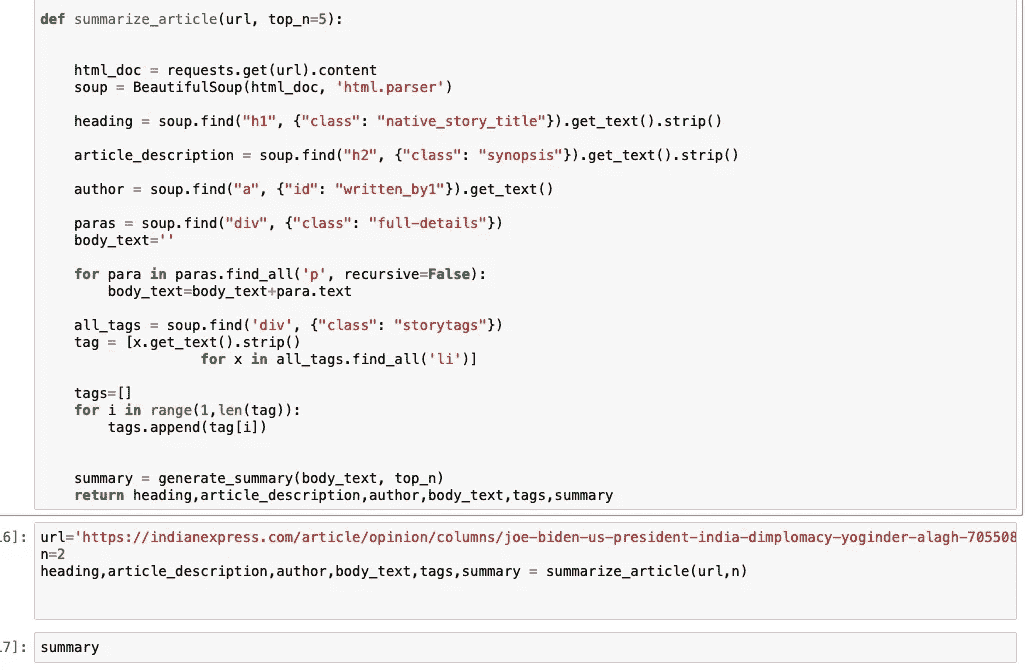 def summarize_article(url, top_n=5):
html_doc = requests.get(url).content
soup = BeautifulSoup(html_doc, 'html.parser')
heading = soup.find("h1", {"class": "native_story_title"}).get_text().strip()
article_description = soup.find("h2", {"class": "synopsis"}).get_text().strip()
author = soup.find("a", {"id": "written_by1"}).get_text()
paras = soup.find("div", {"class": "full-details"})
body_text=''
for para in paras.find_all('p', recursive=False):
body_text=body_text+para.text
all_tags = soup.find('div', {"class": "storytags"})
tag = [x.get_text().strip()
for x in all_tags.find_all('li')]
tags=[]
for i in range(1,len(tag)):
tags.append(tag[i])
summary = generate_summary(body_text, top_n)
return heading,article_description,author,body_text,tags,summary
.6]: url='https://indianexpress.com/article/opinion/columns/joe-biden-us-president-india-dimplomacy-yoginder-alagh-705508
n=2
heading,article_description,author,body_text,tags,summary = summarize_article(url,n)
.7]: summary